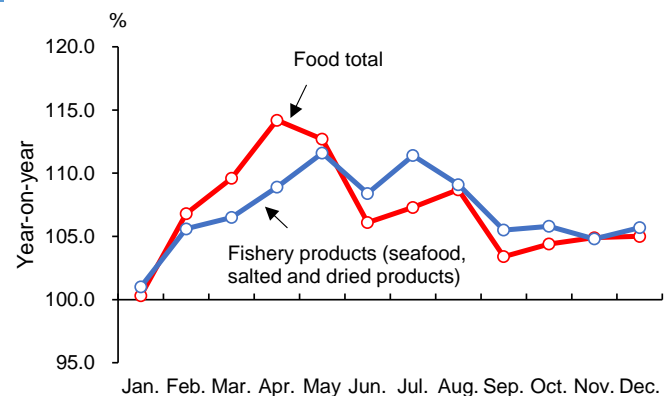 %
120.0
115.0
110.0
105.0
100.0
95.0
Year-on-year
Food total
Fishery products (seafood,
salted and dried products)
Jan. Feb. Mar. Apr. May Jun. Jul. Aug. Sep. Oct. Nov. Dec.